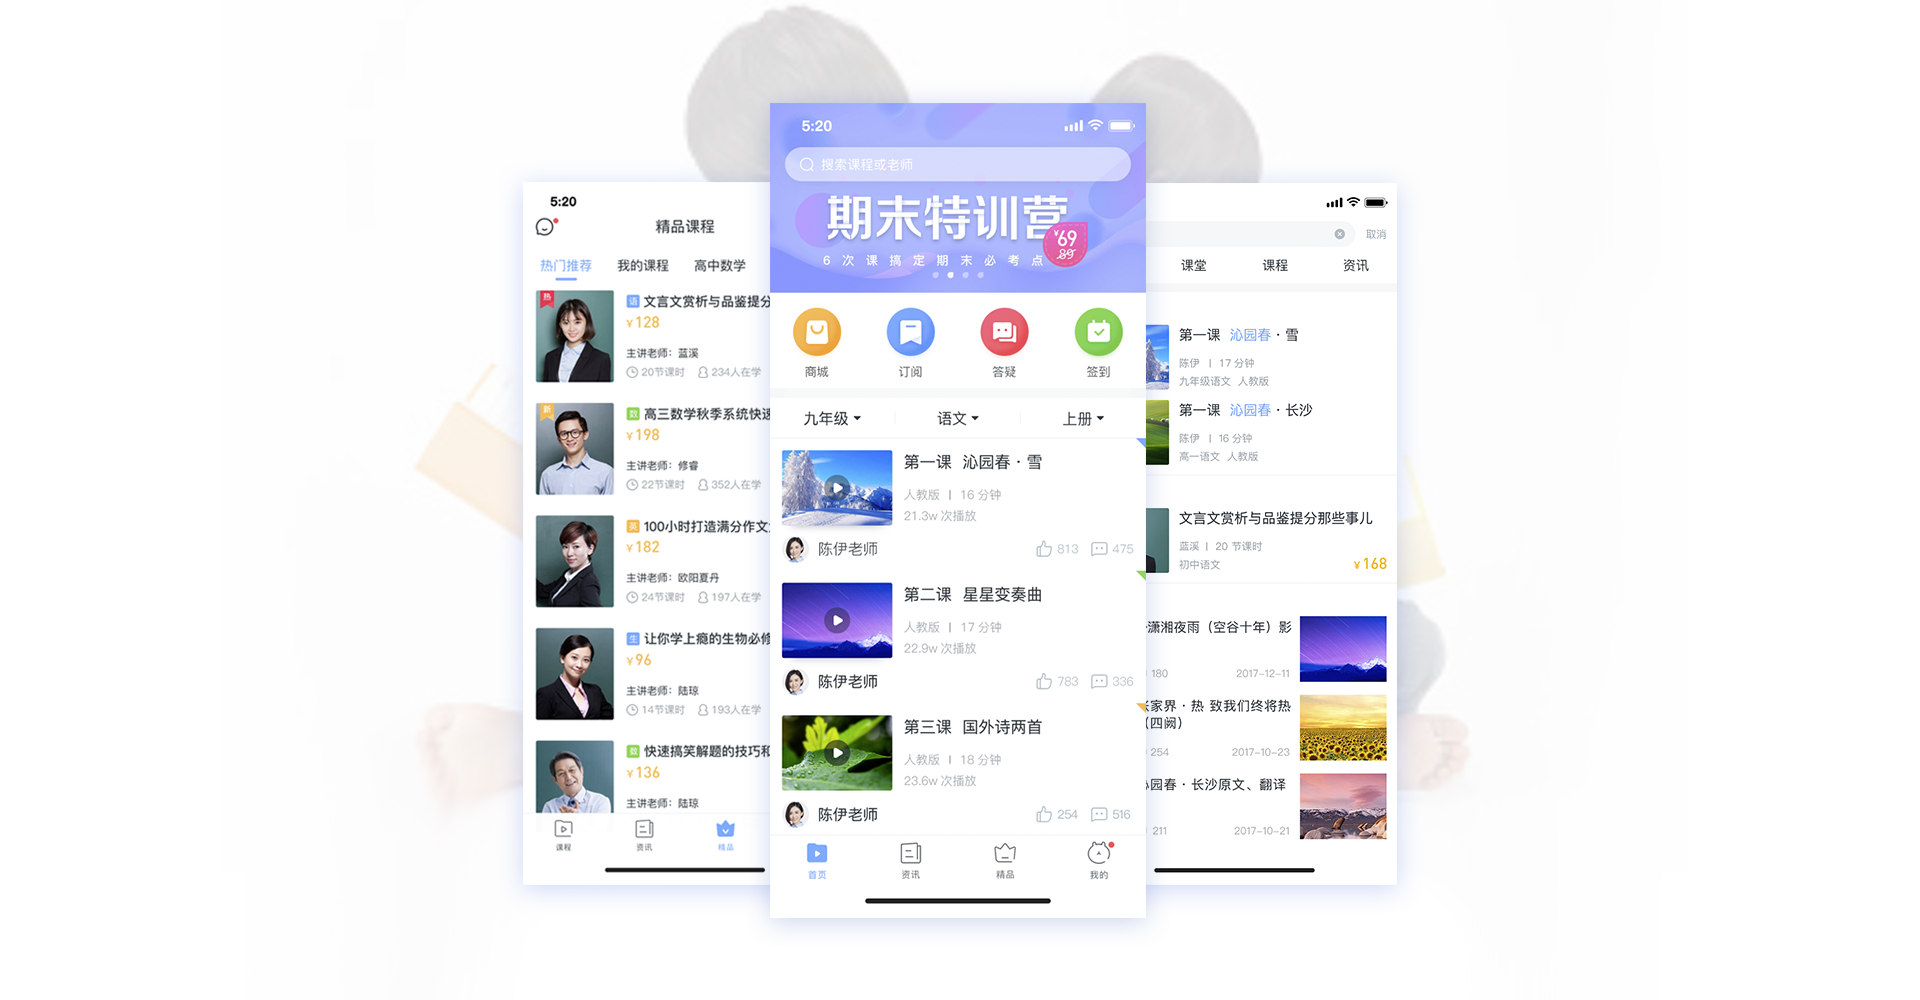 5:20
精品课程
热门推荐
我的课程
高中数学
热
语 文言文赏析与品鉴提分
¥128
主讲老师：蓝溪
20节课时
234人在学
新
数 高三数学秋季系统快速
¥198
主讲老师：修睿
22节课时
352人在学
英 100小时打造满分作文
¥182
主讲老师：欧阳夏丹
24节课时
197人在学
生 让你学上瘾的生物必修
¥96
主讲老师：陆琼
14节课时
193人在学
数 快速搞笑解题的技巧和
¥136
主讲老师：陆琼
课程
资讯
精品
5:20
搜索课程或老师
期末特训营
¥69
89
6次课搞定期末必考点
商城
订阅
答疑
签到
九年级
语文
上册
第一课 沁园春·雪
人教版 | 16 分钟
21.3w 次播放
陈伊老师
813
475
第二课 星星变奏曲
人教版 | 17 分钟
22.9w 次播放
陈伊老师
783
336
第三课 国外诗两首
人教版 | 18 分钟
23.6w 次播放
陈伊老师
254
516
首页
资讯
精品
我的
取消
课堂
课程
资讯
第一课 沁园春·雪
陈伊 | 17 分钟
九年级语文 人教版
第一课 沁园春·长沙
陈伊 | 16 分钟
高一语文 人教版
文言文赏析与品鉴提分那些事儿
蓝溪 | 20 节课时
初中语文
¥168
潇湘夜雨（空谷十年）影
180
2017-12-11
家界·热 致我们终将热
（四阙）
254
2017-10-23
园春·长沙原文、翻译
211
2017-10-21